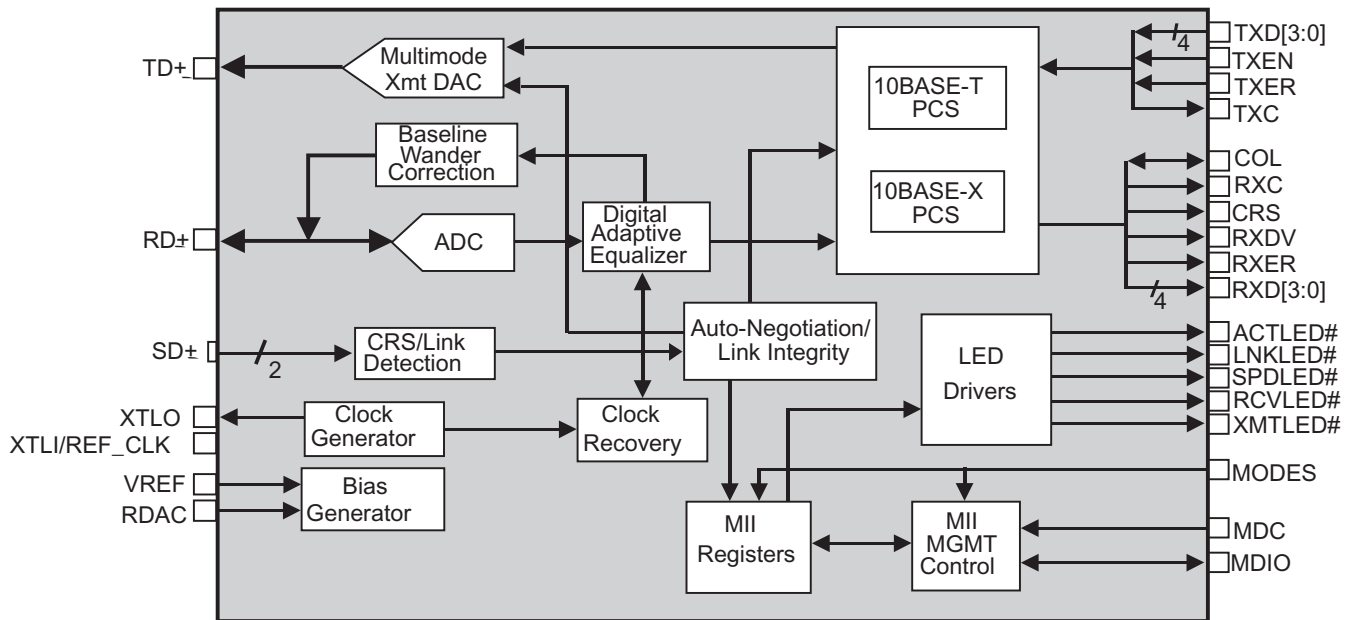 TD±
RD±
SD±
2
XTLO
XTLI/REF_CLK
VREF
RDAC
Multimode
Xmt DAC
Baseline
Wander
Correction
ADC
Digital
Adaptive
Equalizer
CRS/Link
Detection
Clock
Generator
Clock
Recovery
Bias
Generator
10BASE-T
PCS
10BASE-X
PCS
Auto-Negotiation/
Link Integrity
LED
Drivers
MII
Registers
MII
MGMT
Control
4
TXD[3:0]
TXEN
TXER
TXC
COL
RXC
CRS
RXDV
RXER
4
RXD[3:0]
ACTLED#
LNKLED#
SPDLED#
RCVLED#
XMTLED#
MODES
MDC
MDIO